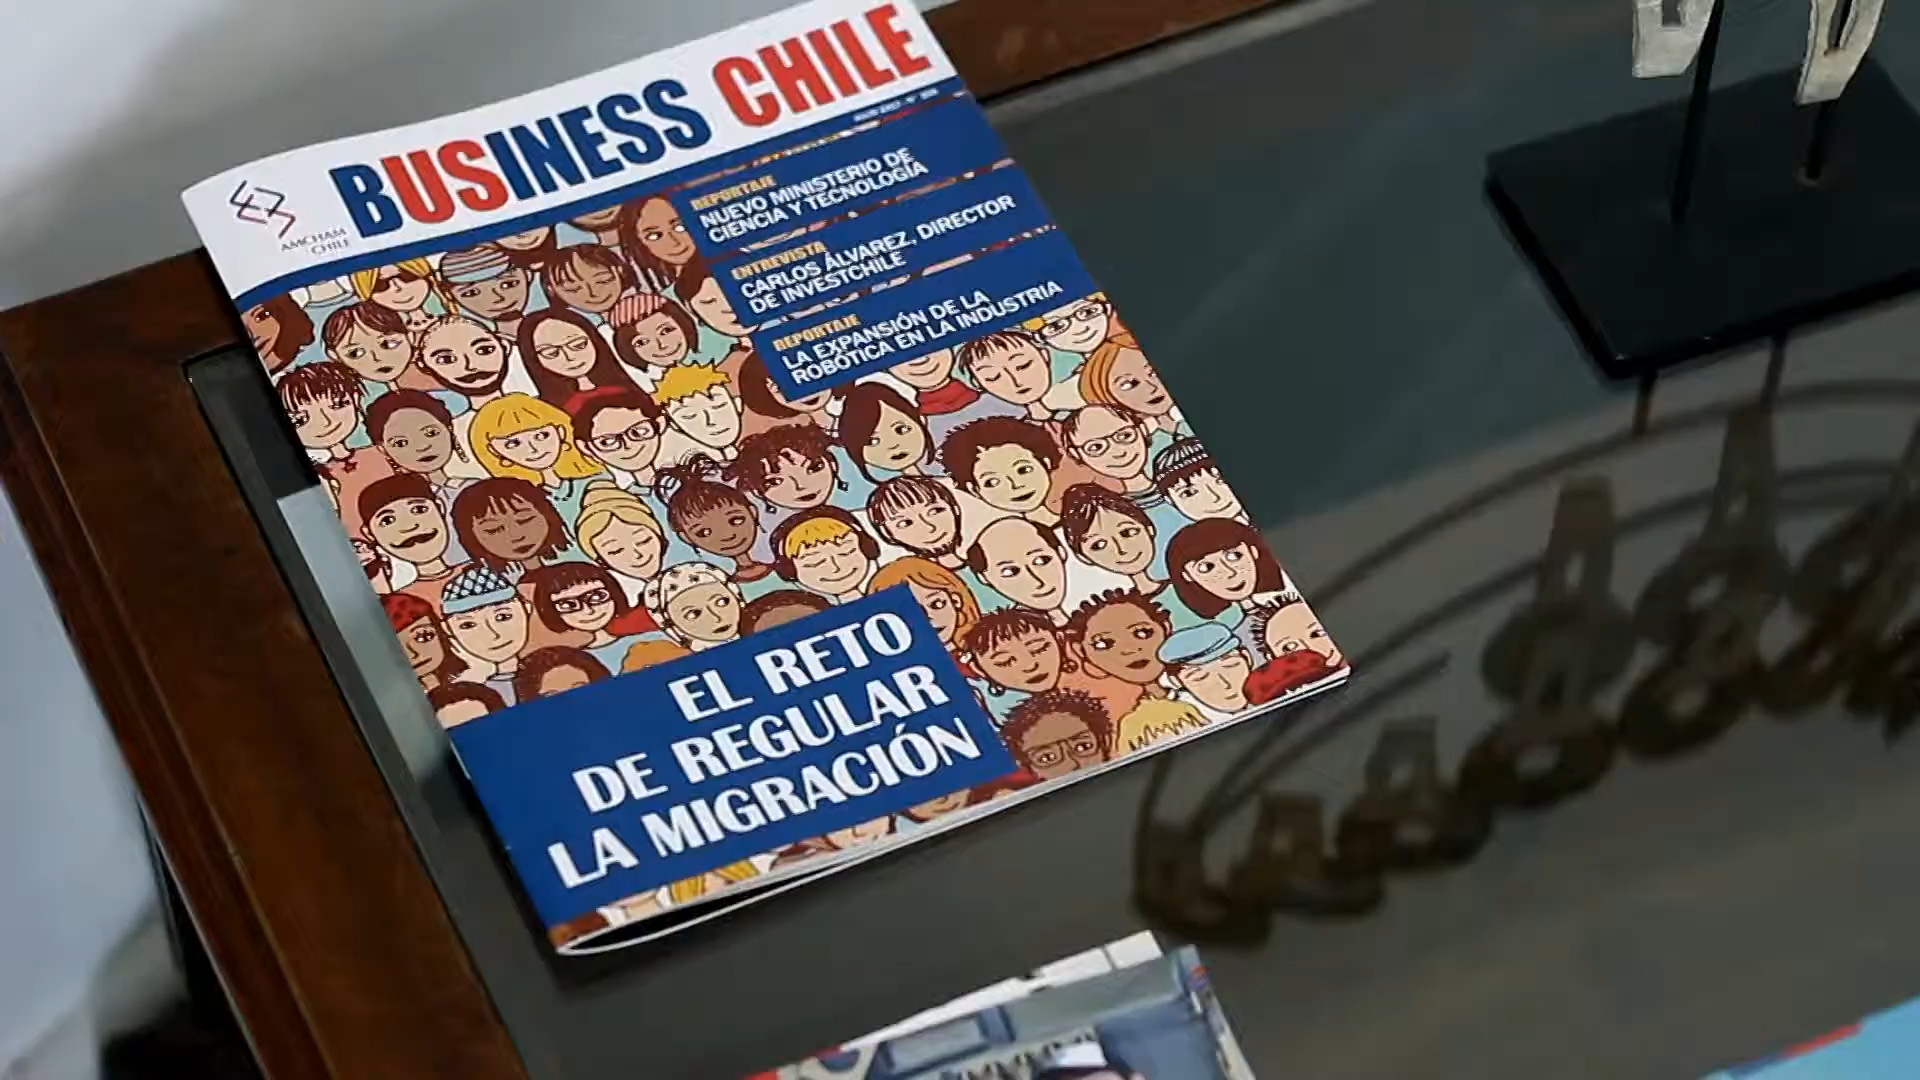 BUSINESS CHILE
AMCHAM
CHILE
REPORTAJE
NUEVO MINISTERIO DE
CIENCIA Y TECNOLOGÍA
ENTREVISTA
CARLOS ÁLVAREZ, DIRECTOR
DE INVESTCHILE
REPORTAJE
LA EXPANSIÓN DE LA
ROBÓTICA EN LA INDUSTRIA
EL RETO
DE REGULAR
LA MIGRACIÓN